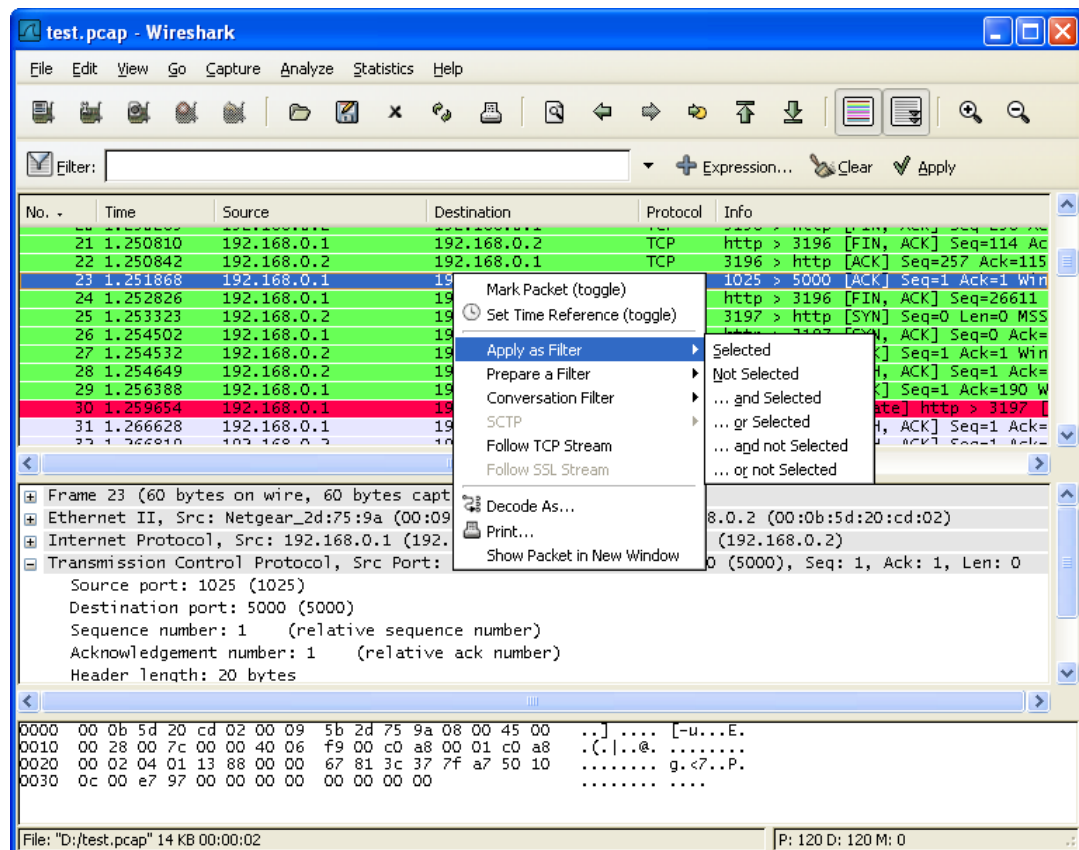 test.pcap - Wireshark
File Edit View Go Capture Analyze Statistics Help
Filter: Expression... Clear Apply
No. Time Source Destination Protocol Info
21 1.250810 192.168.0.1 192.168.0.2 TCP http > 3196 [FIN, ACK] Seq=114 Ac
22 1.250842 192.168.0.2 192.168.0.1 TCP 3196 > http [ACK] Seq=257 Ack=115
23 1.251868 192.168.0.1 19 1025 > 5000 [ACK] Seq=1 Ack=1 Win
24 1.252826 192.168.0.1 19 http > 3196 [FIN, ACK] Seq=26611
25 1.253323 192.168.0.2 19 3197 > http [SYN] Seq=0 Len=0 MSS
26 1.254502 192.168.0.1 19 N, ACK] Seq=0 Ack=
27 1.254532 192.168.0.2 19 K] Seq=1 Ack=1 Win
28 1.254649 192.168.0.2 19 H, ACK] Seq=1 Ack=
29 1.256388 192.168.0.1 19 K] Seq=1 Ack=190 W
30 1.259654 192.168.0.1 19 ate] http > 3197 [
31 1.266628 192.168.0.1 19 H, ACK] Seq=1 Ack=
Mark Packet (toggle)
Set Time Reference (toggle)
Apply as Filter
Prepare a Filter
Conversation Filter
SCTP
Follow TCP Stream
Follow SSL Stream
Decode As...
Print...
Show Packet in New Window
Selected
Not Selected
... and Selected
... or Selected
... and not Selected
... or not Selected
Frame 23 (60 bytes on wire, 60 bytes capt
Ethernet II, Src: Netgear_2d:75:9a (00:09 8.0.2 (00:0b:5d:20:cd:02)
Internet Protocol, Src: 192.168.0.1 (192. (192.168.0.2)
Transmission Control Protocol, Src Port: 0 (5000), Seq: 1, Ack: 1, Len: 0
Source port: 1025 (1025)
Destination port: 5000 (5000)
Sequence number: 1 (relative sequence number)
Acknowledgement number: 1 (relative ack number)
Header length: 20 bytes
0000 00 0b 5d 20 cd 02 00 09 5b 2d 75 9a 08 00 45 00 ..] .... [-u...E.
0010 00 28 00 7c 00 00 40 06 f9 00 c0 a8 00 01 c0 a8 .(.|..@. ........
0020 00 02 04 01 13 88 00 00 67 81 3c 37 7f a7 50 10 ........ g.<7..P.
0030 0c 00 e7 97 00 00 00 00 00 00 00 00 ........ ....
File: "D:/test.pcap" 14 KB 00:00:02 P: 120 D: 120 M: 0